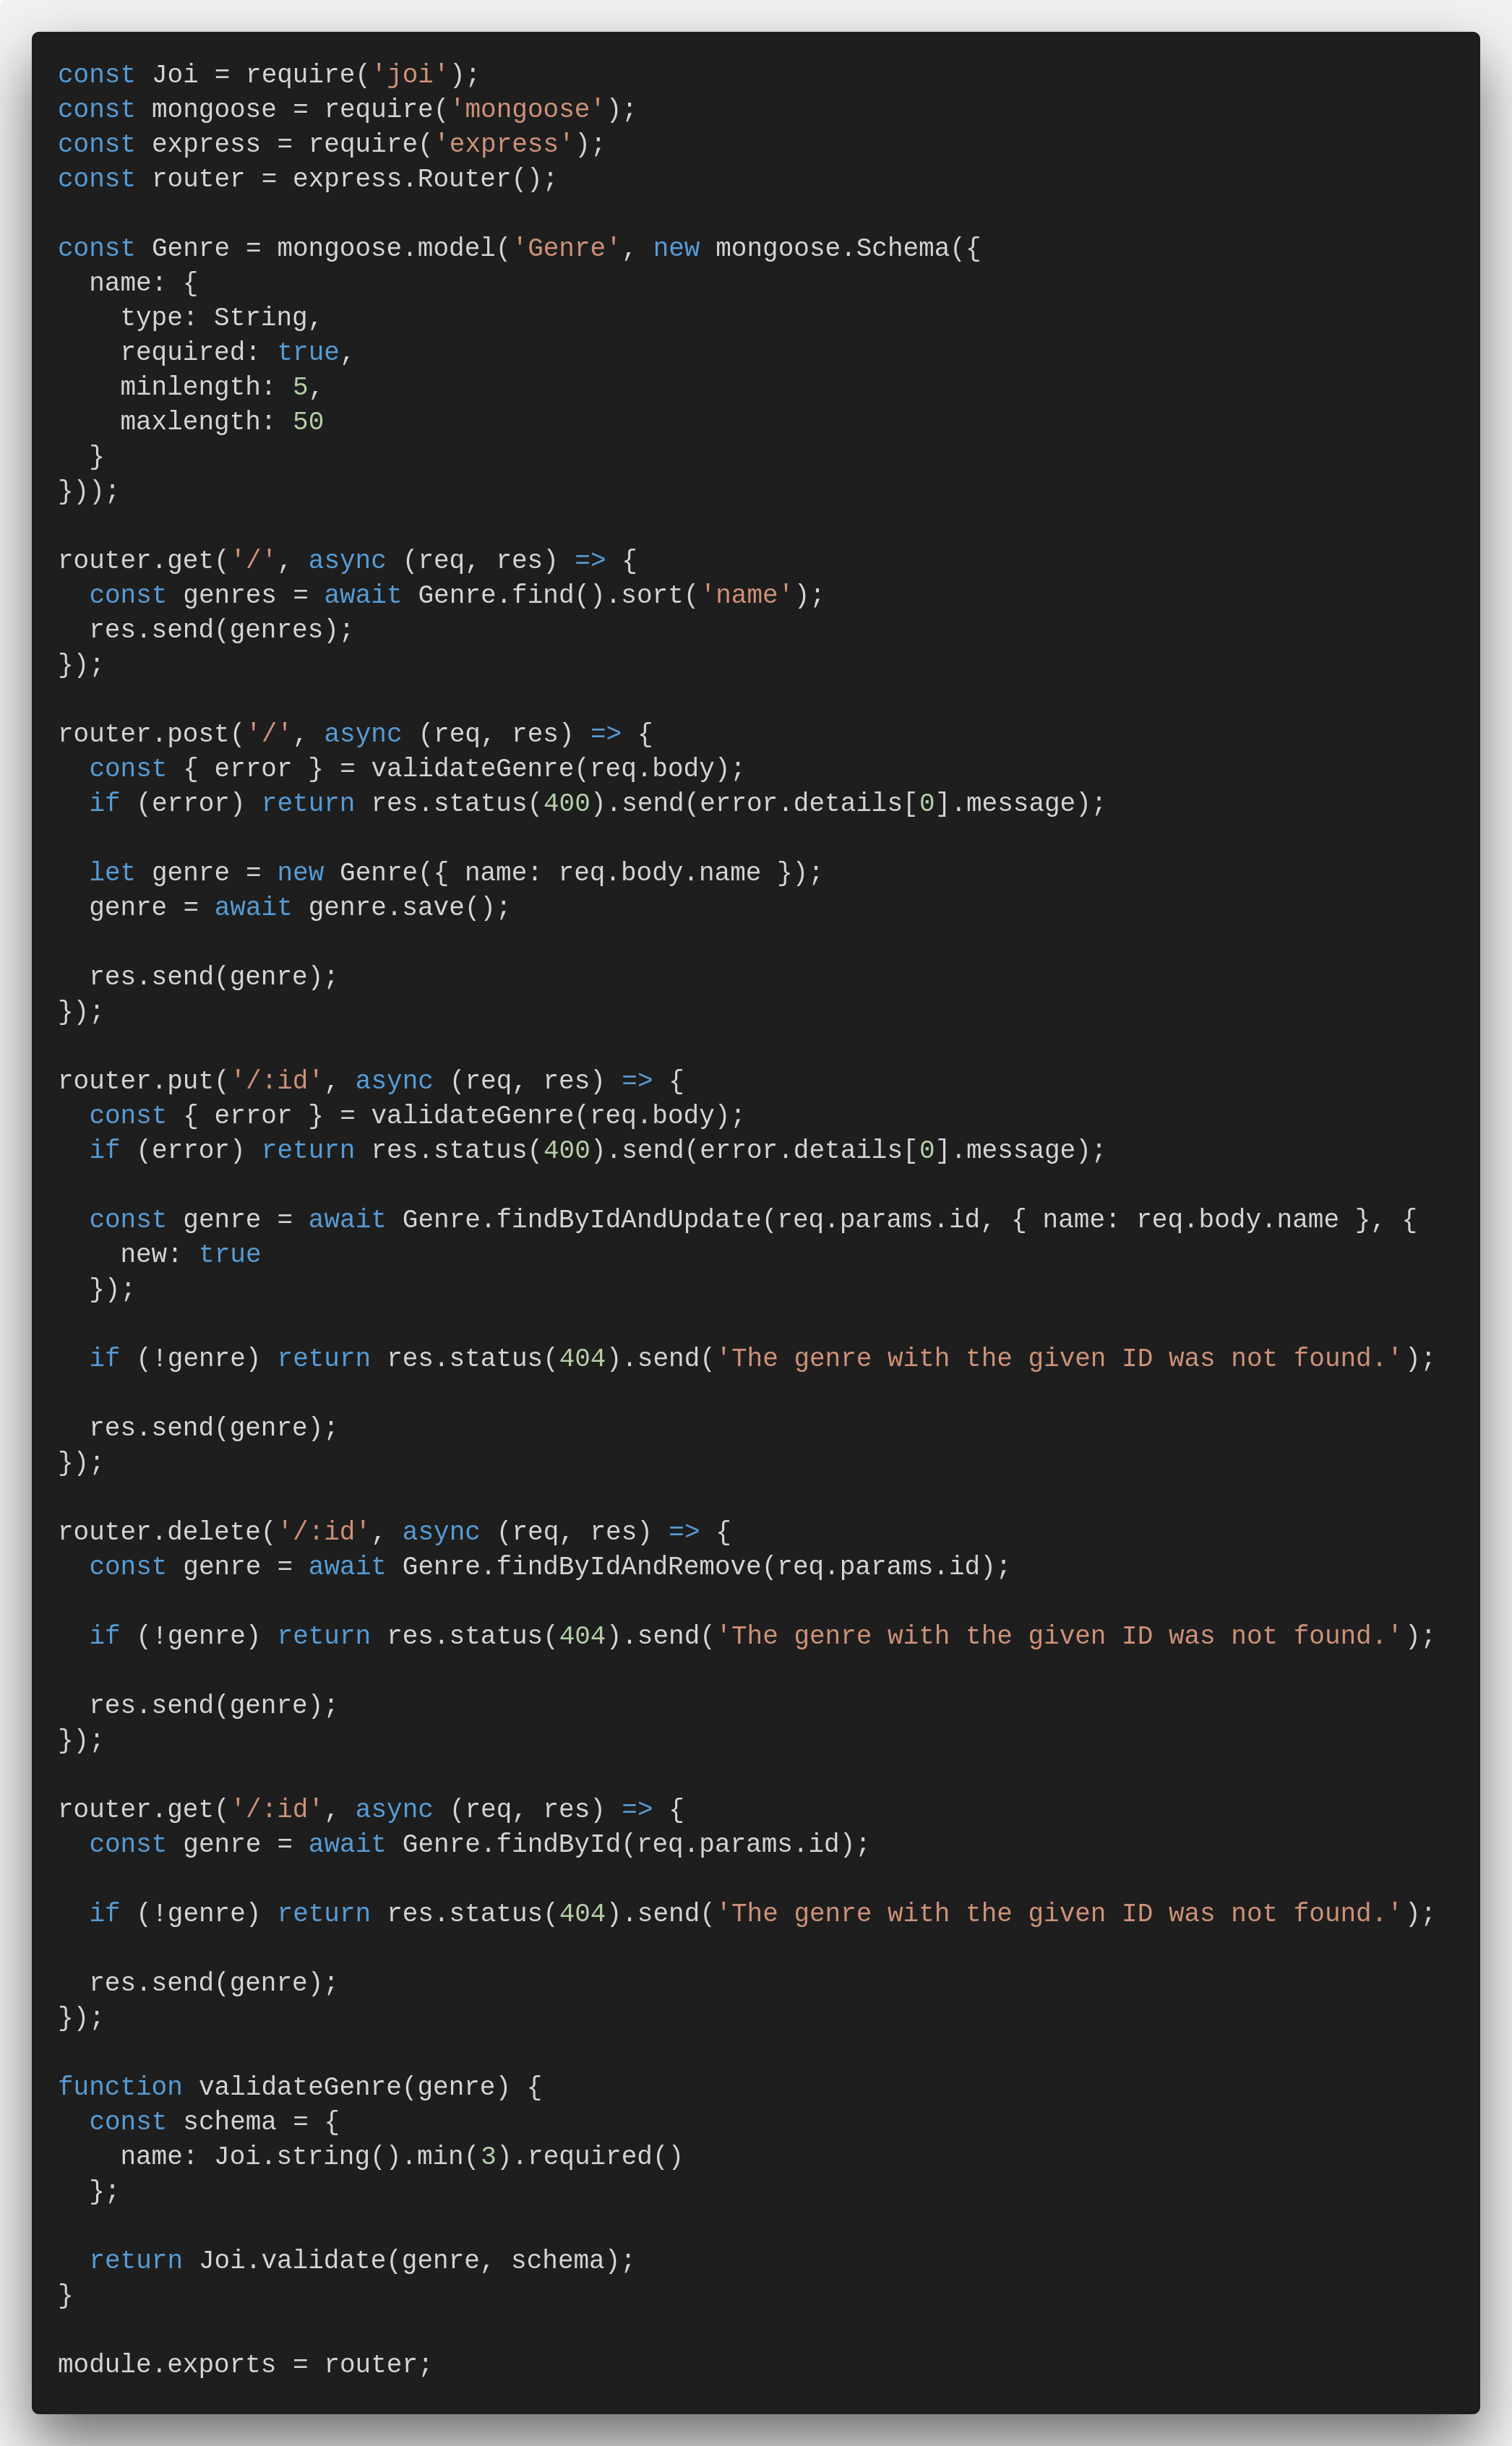 const Joi = require('joi');
const mongoose = require('mongoose');
const express = require('express');
const router = express.Router();

const Genre = mongoose.model('Genre', new mongoose.Schema({
  name: {
    type: String,
    required: true,
    minlength: 5,
    maxlength: 50
  }
}));

router.get('/', async (req, res) => {
  const genres = await Genre.find().sort('name');
  res.send(genres);
});

router.post('/', async (req, res) => {
  const { error } = validateGenre(req.body);
  if (error) return res.status(400).send(error.details[0].message);

  let genre = new Genre({ name: req.body.name });
  genre = await genre.save();

  res.send(genre);
});

router.put('/:id', async (req, res) => {
  const { error } = validateGenre(req.body);
  if (error) return res.status(400).send(error.details[0].message);

  const genre = await Genre.findByIdAndUpdate(req.params.id, { name: req.body.name }, {
    new: true
  });

  if (!genre) return res.status(404).send('The genre with the given ID was not found.');

  res.send(genre);
});

router.delete('/:id', async (req, res) => {
  const genre = await Genre.findByIdAndRemove(req.params.id);

  if (!genre) return res.status(404).send('The genre with the given ID was not found.');

  res.send(genre);
});

router.get('/:id', async (req, res) => {
  const genre = await Genre.findById(req.params.id);

  if (!genre) return res.status(404).send('The genre with the given ID was not found.');

  res.send(genre);
});

function validateGenre(genre) {
  const schema = {
    name: Joi.string().min(3).required()
  };

  return Joi.validate(genre, schema);
}

module.exports = router;